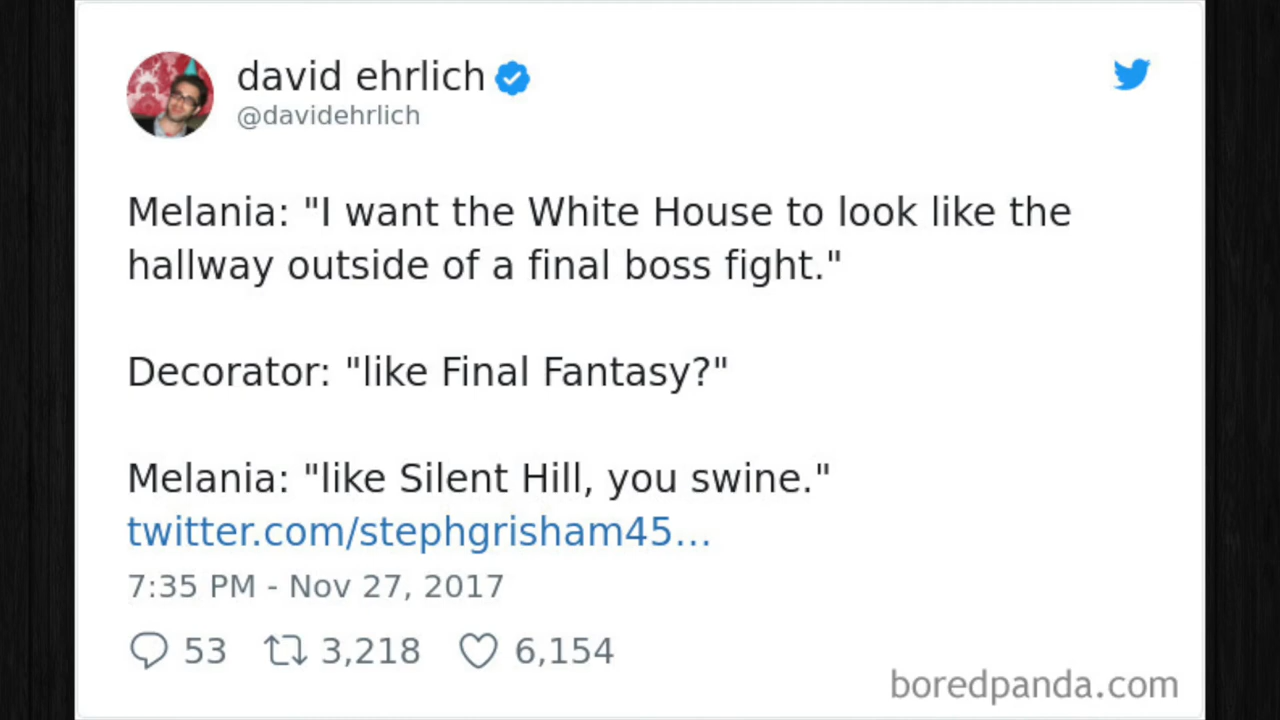 david ehrlich
@davidehrlich
Melania: "I want the White House to look like the
hallway outside of a final boss fight."
Decorator: "like Final Fantasy?"
Melania: "like Silent Hill, you swine."
twitter.com/stephgrisham45...
7:35 PM - Nov 27, 2017
53 3,218 6,154
boredpanda.com